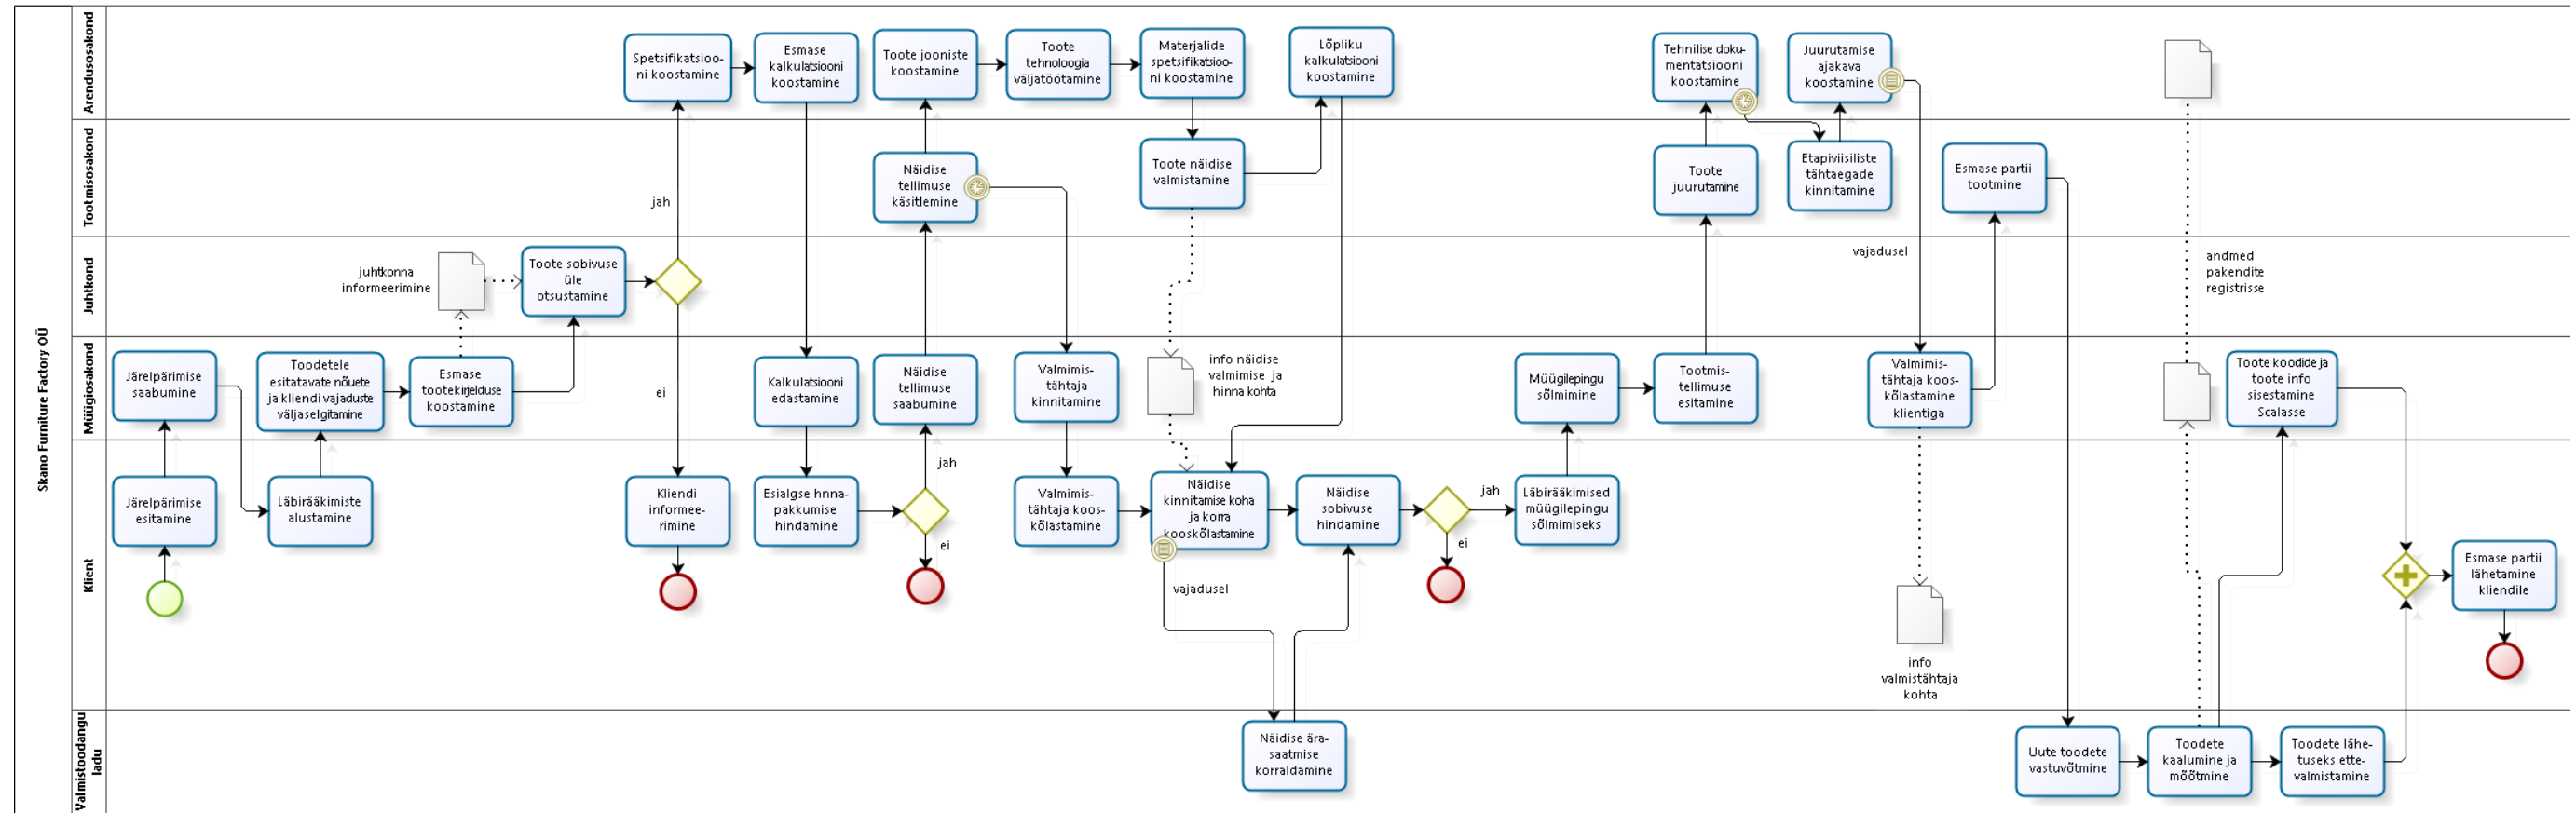 Skano Furniture Factory OÜ
Arendusosakond
Tootmisosakond
Juhtkond
Müügiosakond
Klient
Valmistoodangu
ladu
Spetsifikatsioo-
ni koostamine
Esmase
kalkulatsiooni
koostamine
Toote jooniste
koostamine
Toote
tehnoloogia
väljatöötamine
Materjalide
spetsifikatsioo-
ni koostamine
Lõpliku
kalkulatsiooni
koostamine
Tehnilise doku-
mentatsiooni
koostamine
Juurutamise
ajakava
koostamine
Näidise
tellimuse
käsitlemine
Toote näidise
valmistamine
Toote
juurutamine
Etapiviisiliste
tähtaegade
kinnitamine
Esmase partii
tootmine
jah
vajadusel
juhtkonna
informeerimine
Toote sobivuse
üle
otsustamine
andmed
pakendite
registrisse
Järelpärimise
saabumine
Toodetele
esitatavate nõuete
ja kliendi vajaduste
väljaselgitamine
Esmase
tootekirjelduse
koostamine
ei
Kalkulatsiooni
edastamine
Näidise
tellimuse
saabumine
Valmimis-
tähtaja
kinnitamine
info näidise
valmimise ja
hinna kohta
Müügilepingu
sõlmimine
Tootmis-
tellimuse
esitamine
Valmimis-
tähtaja koos-
kõlastamine
klientiga
Toote koodide ja
toote info
sisestamine
Scalasse
Järelpärimise
esitamine
Läbirääkimiste
alustamine
Kliendi
informee-
rimine
Esialgse hnna-
pakkumise
hindamine
jah
ei
Valmimis-
tähtaja koos-
kõlastamine
Näidise
kinnitamise koha
ja korra
kooskõlastamine
vajadusel
Näidise
sobivuse
hindamine
jah
ei
Läbirääkimised
müügilepingu
sõlmimiseks
info
valmistähtaja
kohta
Esmase partii
lähetamine
kliendile
Näidise ära-
saatmise
korraldamine
Uute toodete
vastuvõtmine
Toodete
kaalumine ja
mõõtmine
Toodete lähe-
tuseks ette-
valmistamine